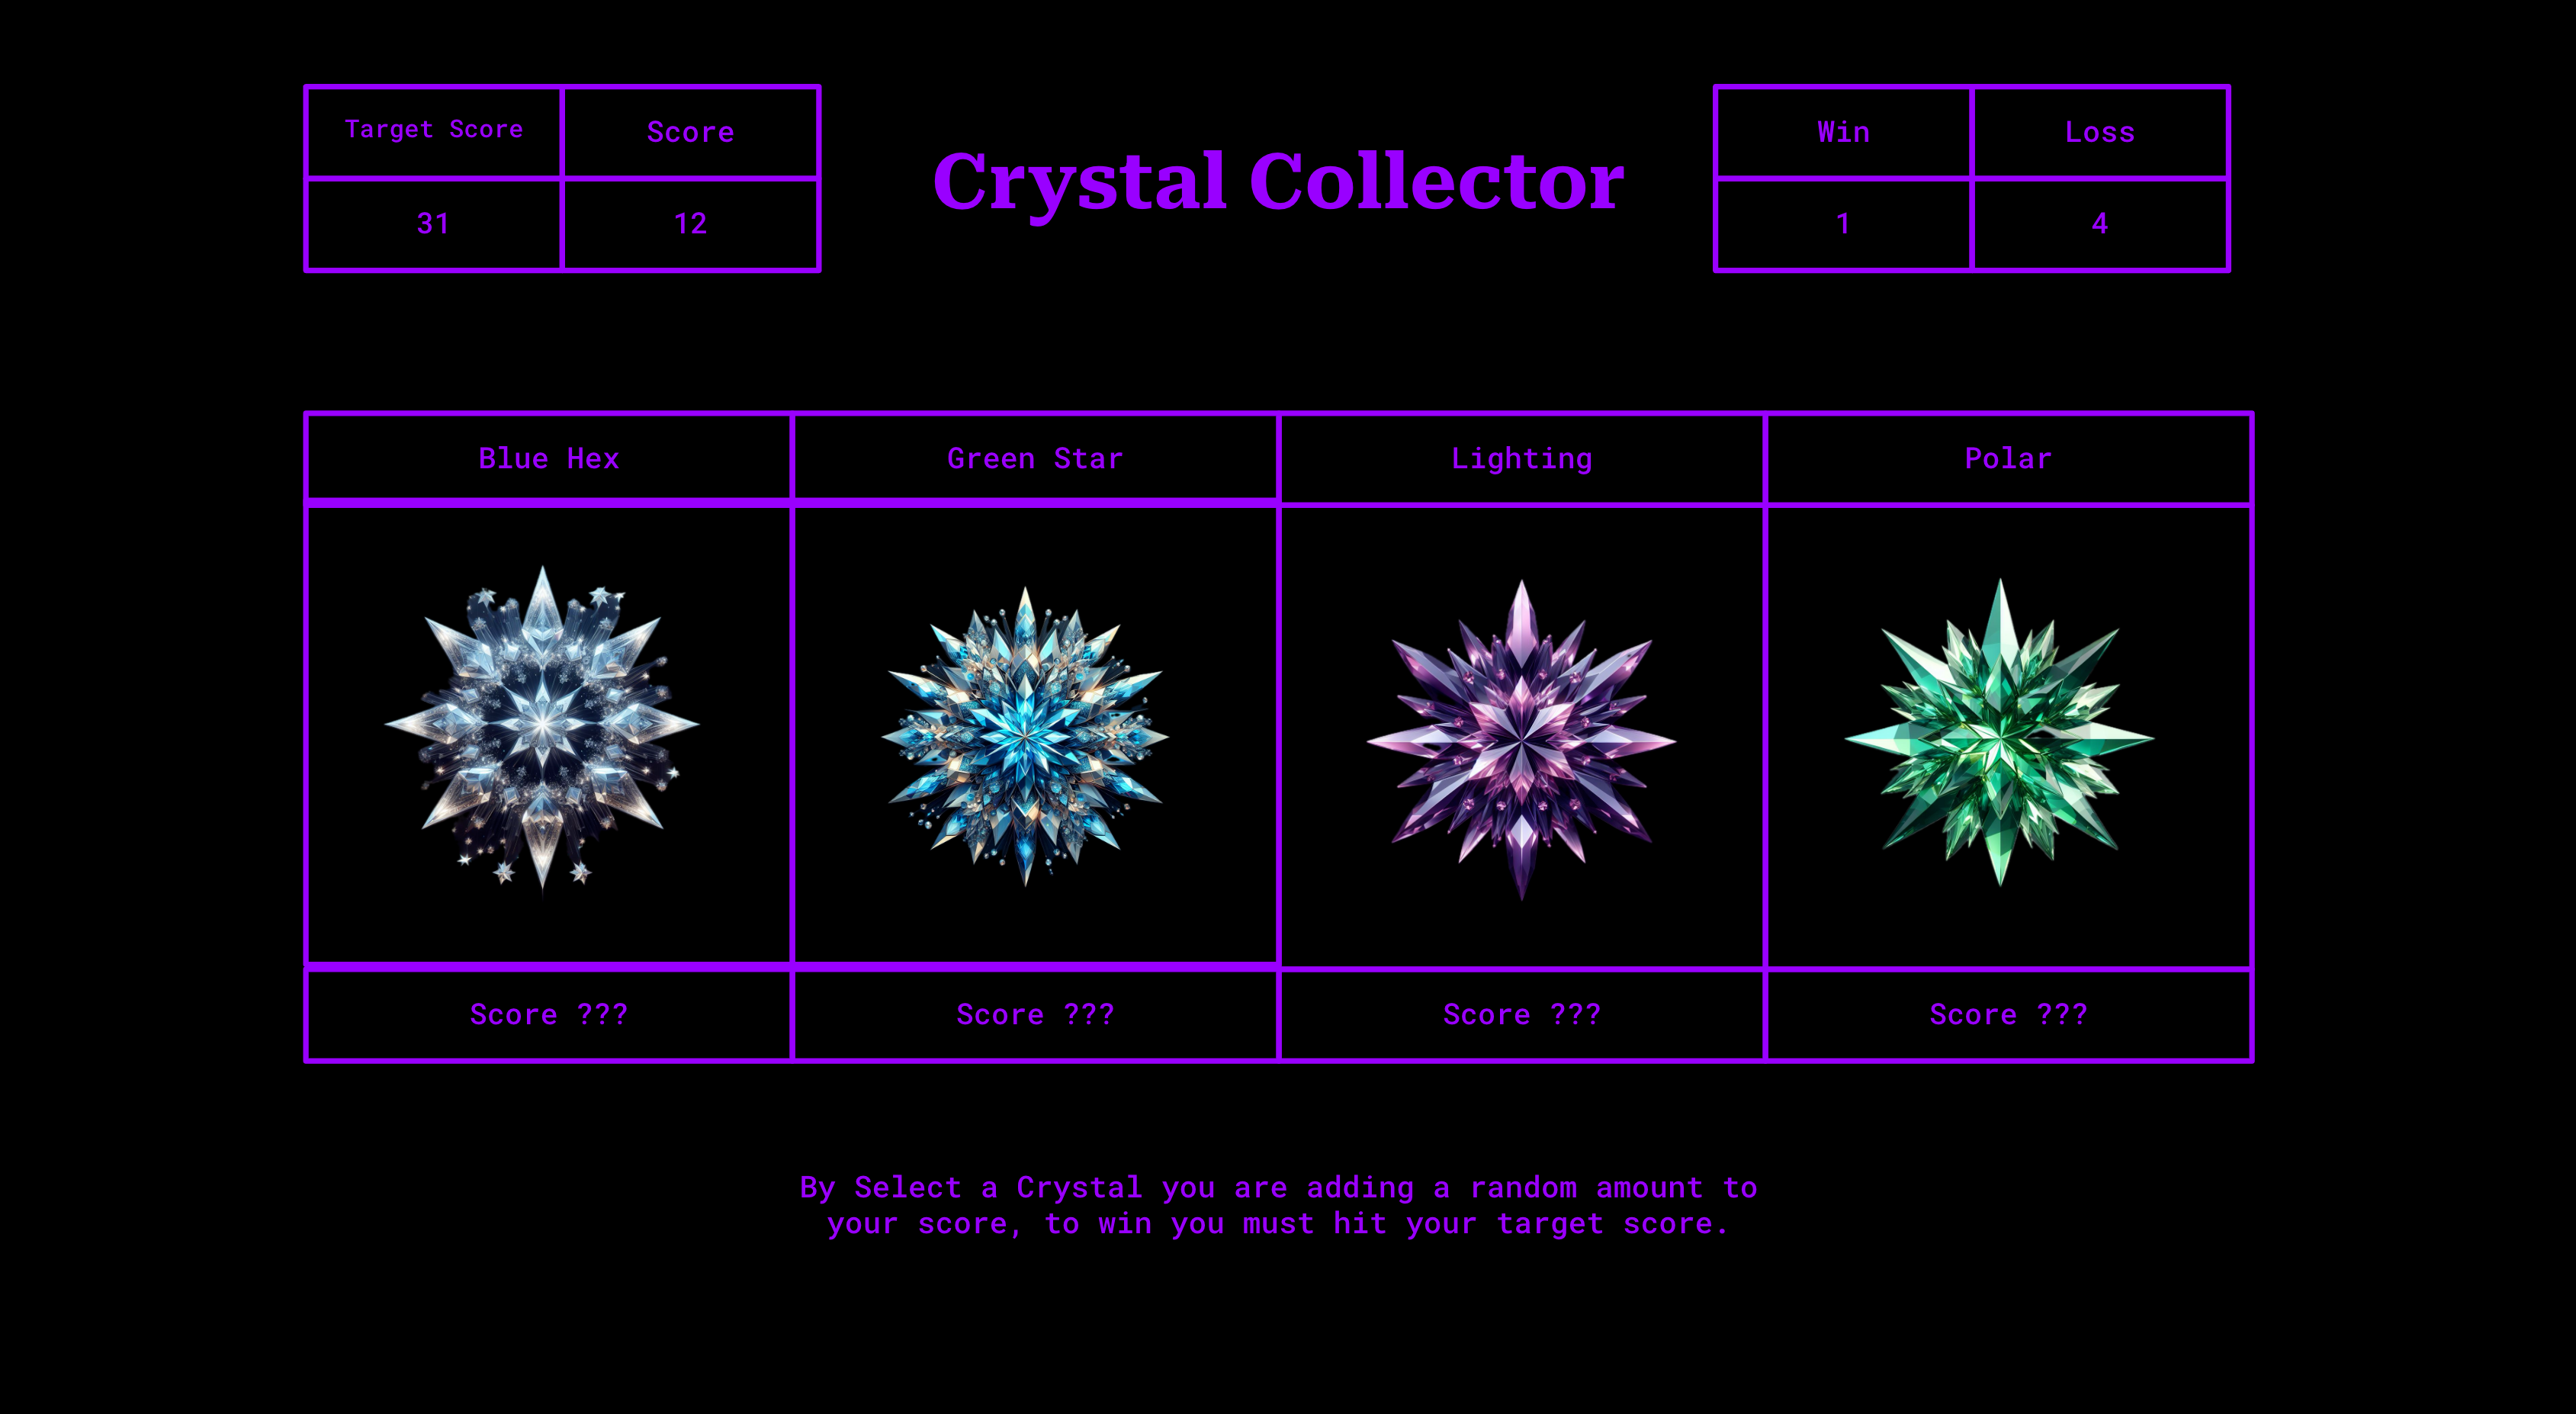 Target Score Score
31 12
Crystal Collector
Win Loss
1 4
Blue Hex Green Star Lighting Polar
Score ??? Score ??? Score ??? Score ???
By Select a Crystal you are adding a random amount to
your score, to win you must hit your target score.